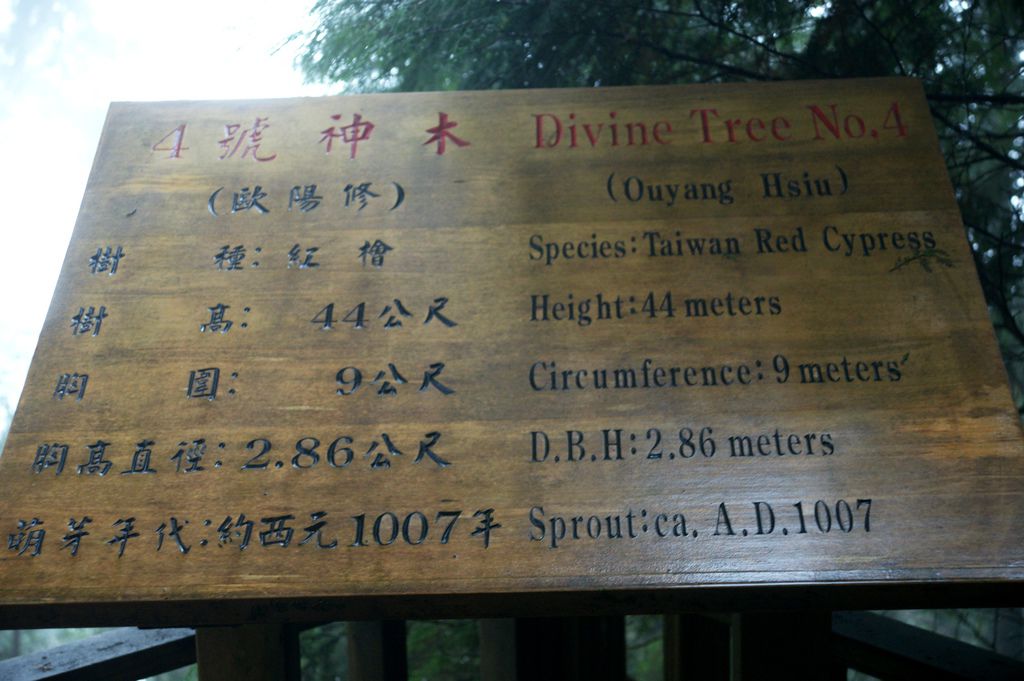 4號神木 Divine Tree No.4
(歐陽修) (Ouyang Hsiu)
樹種:紅檜 Species:Taiwan Red Cypress
樹高:44公尺 Height:44 meters
胸圍:9公尺 Circumference:9 meters
胸高直徑:2.86公尺 D.B.H:2.86 meters
萌芽年代:約西元1007年 Sprout:ca. A.D.1007